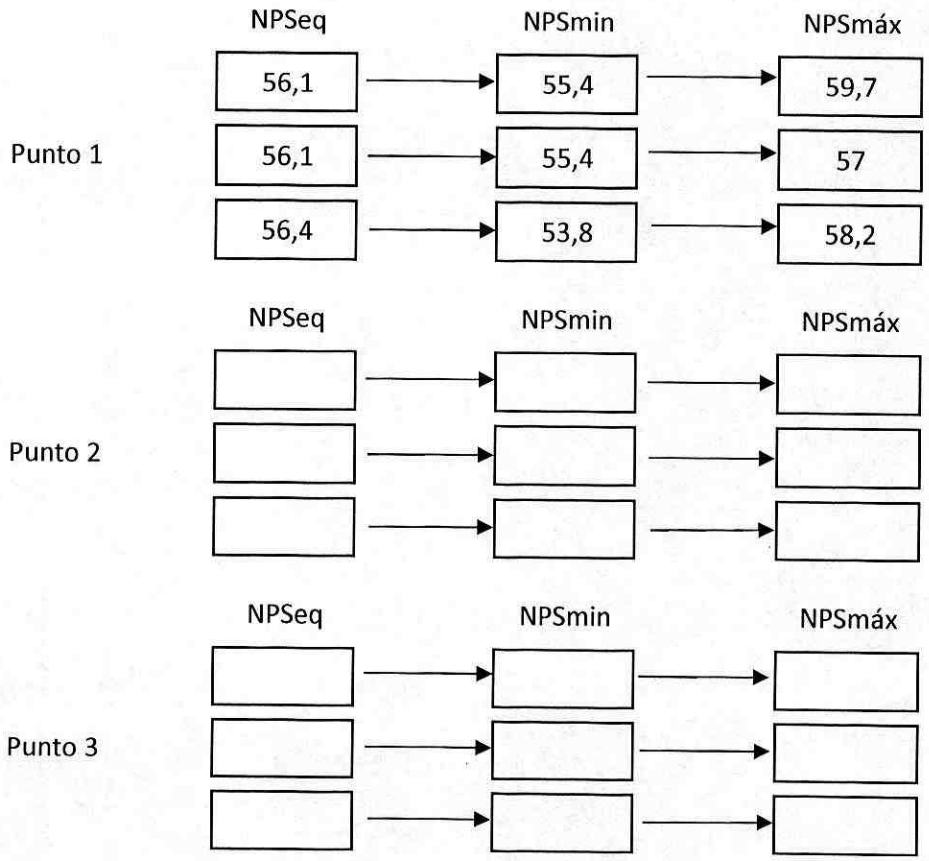 NPSeq NPSmin NPSmáx
56,1 55,4 59,7
Punto 1 56,1 55,4 57
56,4 53,8 58,2
NPSeq NPSmin NPSmáx
Punto 2
NPSeq NPSmin NPSmáx
Punto 3